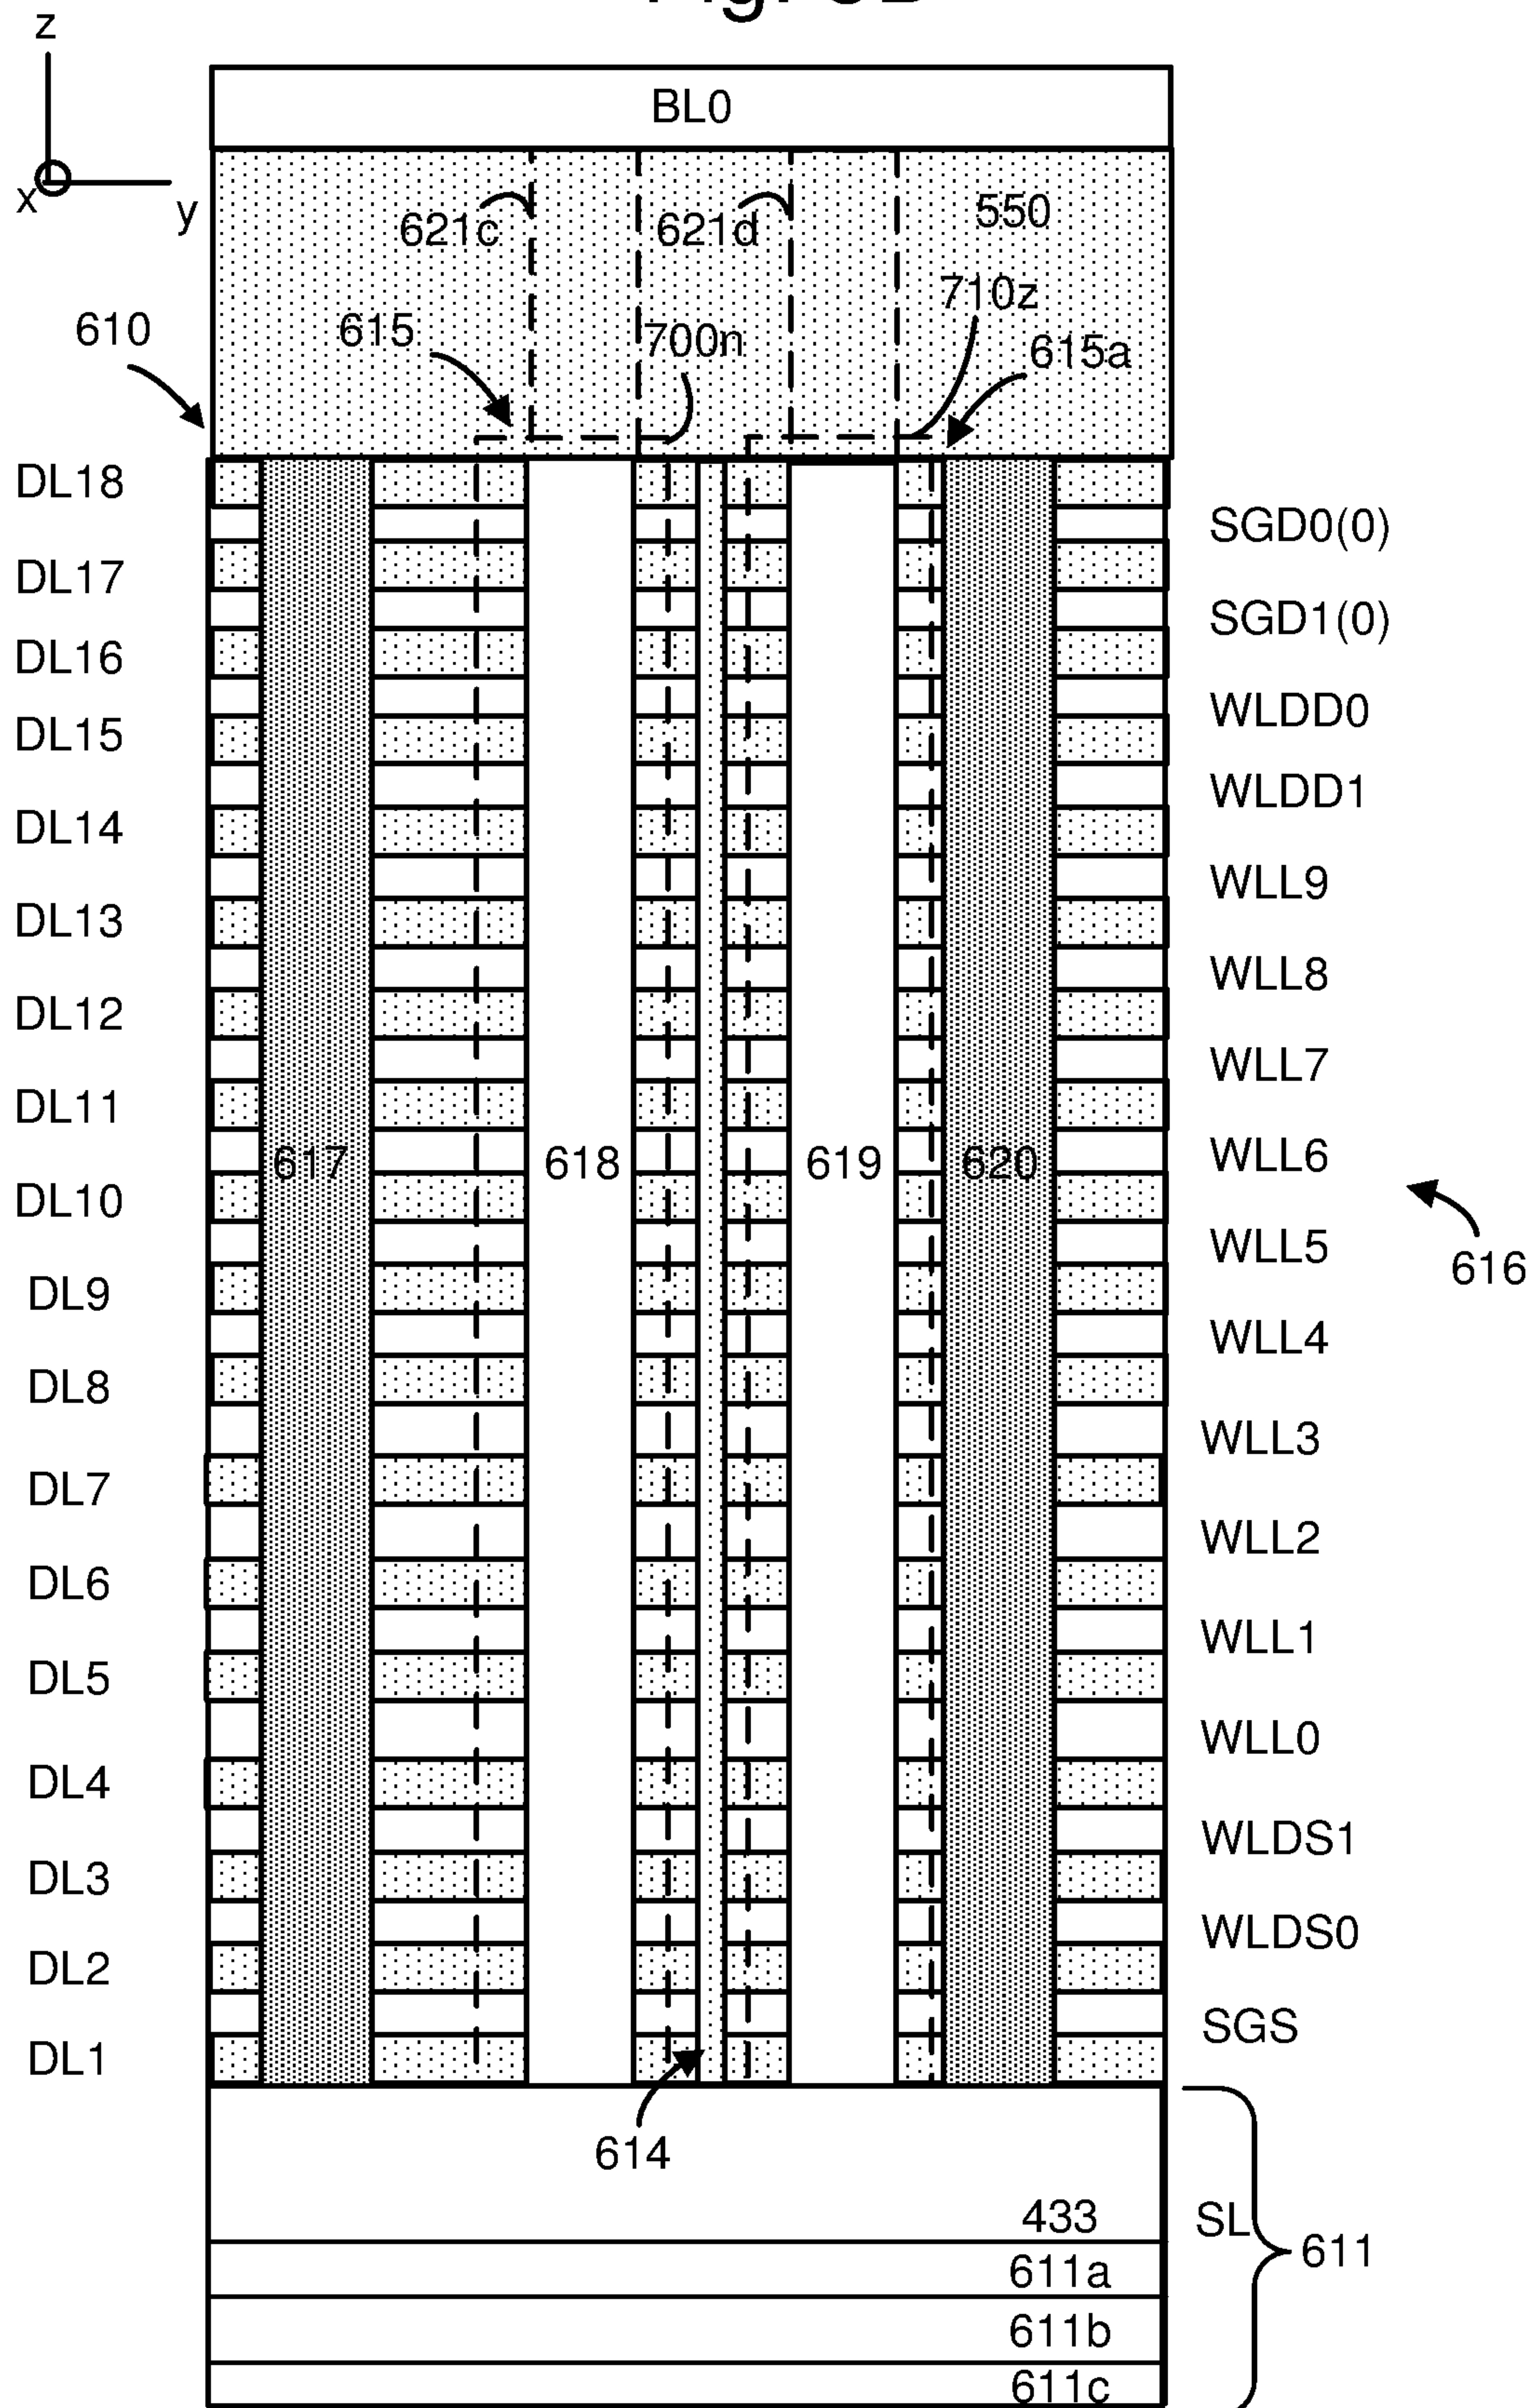 z
BL0
x
y
621c
621d
550
710z
610
615
700n
615a
DL18
SGD0(0)
DL17
SGD1(0)
DL16
WLDD0
DL15
WLDD1
DL14
WLL9
DL13
WLL8
DL12
WLL7
DL11
617
618
619
620
WLL6
DL10
WLL5
616
DL9
WLL4
DL8
WLL3
DL7
WLL2
DL6
WLL1
DL5
WLL0
DL4
WLDS1
DL3
WLDS0
DL2
SGS
DL1
614
433
SL
611
611a
611b
611c